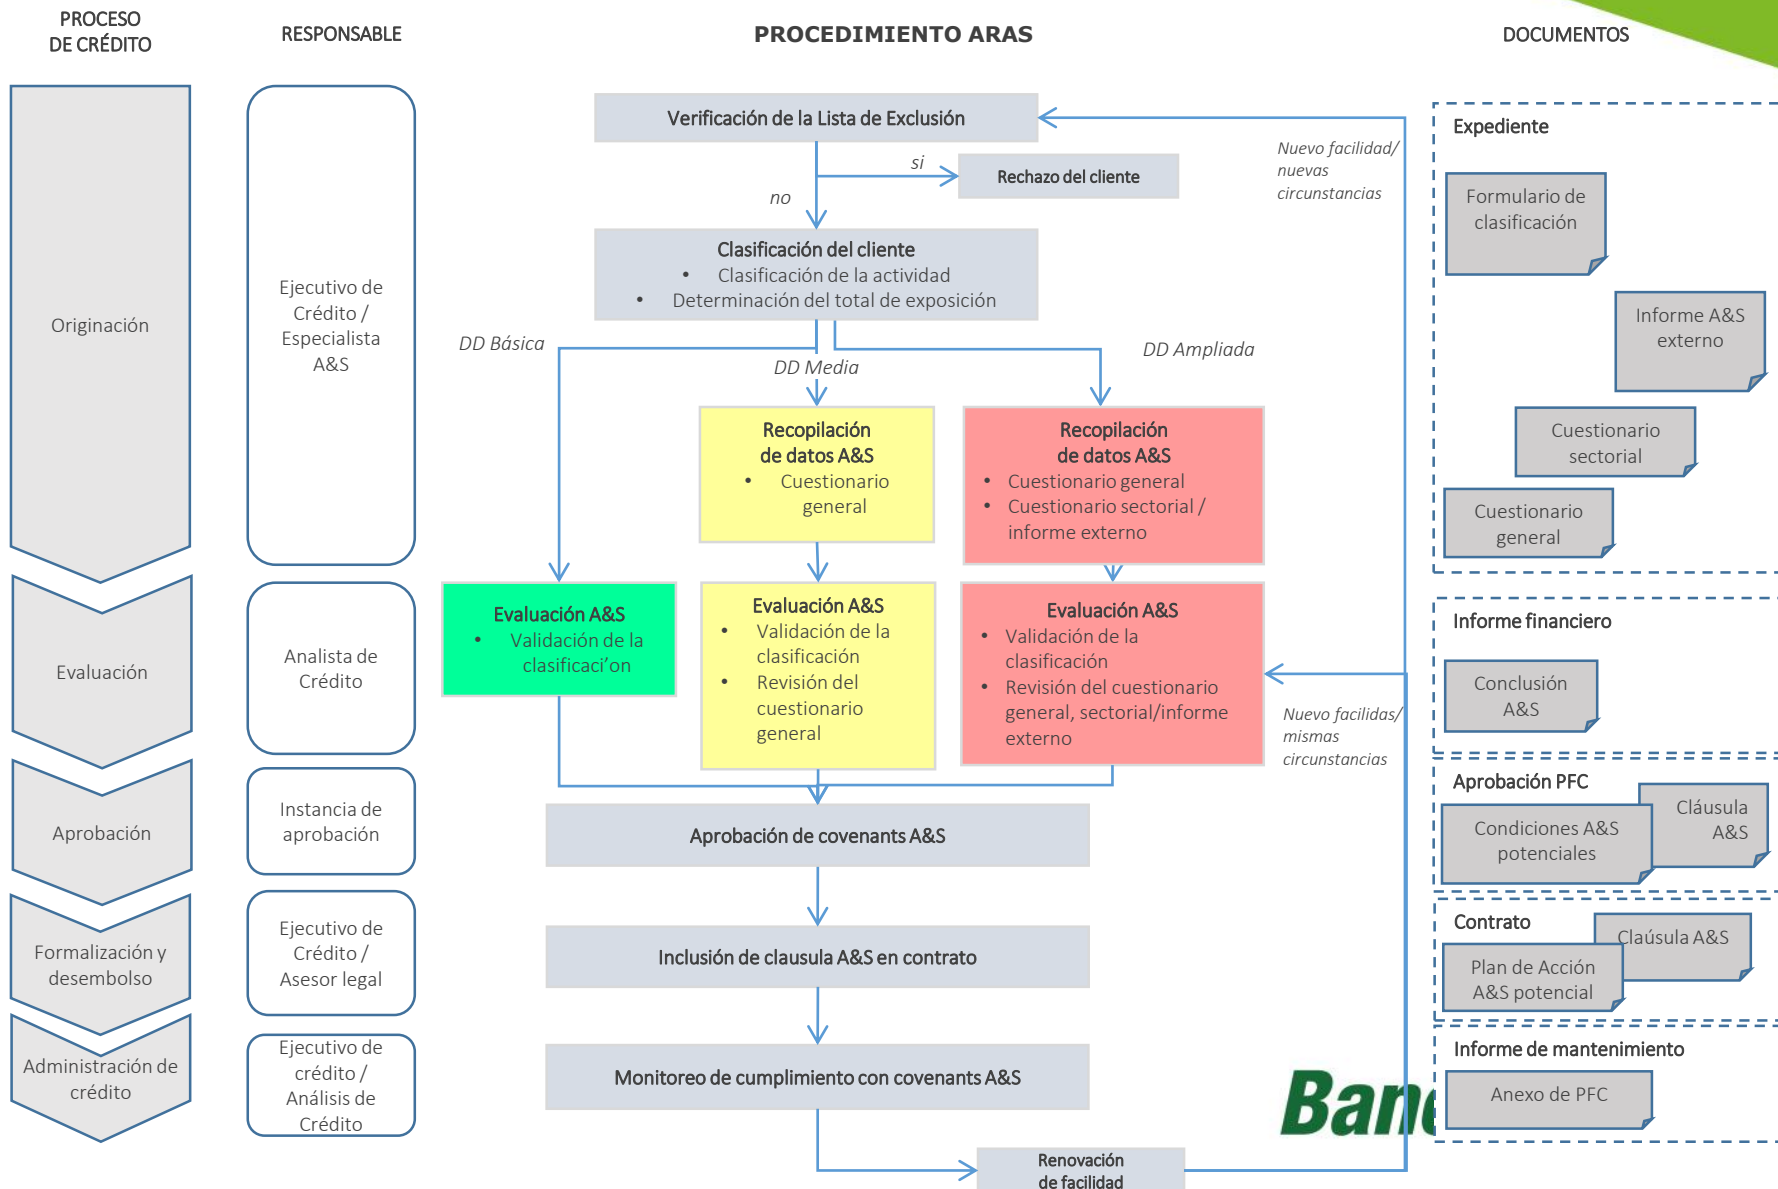 PROCESO
DE CRÉDITO
RESPONSABLE
PROCEDIMIENTO ARAS
DOCUMENTOS
Originación
Evaluación
Aprobación
Formalización y
desembolso
Administración de
crédito
Ejecutivo de
Crédito /
Especialista
A&S
Analista de
Crédito
Instancia de
aprobación
Ejecutivo de
Crédito /
Asesor legal
Ejecutivo de
crédito /
Análisis de
Crédito
Verificación de la Lista de Exclusión
si
Rechazo del cliente
no
Nuevo facilidad/
nuevas
circunstancias
Clasificación del cliente
• Clasificación de la actividad
• Determinación del total de exposición
DD Básica
DD Media
DD Ampliada
Recopilación
de datos A&S
• Cuestionario
general
Recopilación
de datos A&S
• Cuestionario general
• Cuestionario sectorial /
informe externo
Evaluación A&S
• Validación de la
clasificaci’on
Evaluación A&S
• Validación de la
clasificación
• Revisión del
cuestionario
general
Evaluación A&S
• Validación de la
clasificación
• Revisión del cuestionario
general, sectorial/informe
externo
Nuevo facilidas/
mismas
circunstancias
Aprobación de covenants A&S
Inclusión de clausula A&S en contrato
Monitoreo de cumplimiento con covenants A&S
Renovación
de facilidad
Expediente
Formulario de
clasificación
Informe A&S
externo
Cuestionario
sectorial
Cuestionario
general
Informe financiero
Conclusión
A&S
Aprobación PFC
Cláusula
A&S
Condiciones A&S
potenciales
Contrato
Claúsula A&S
Plan de Acción
A&S potencial
Informe de mantenimiento
Anexo de PFC